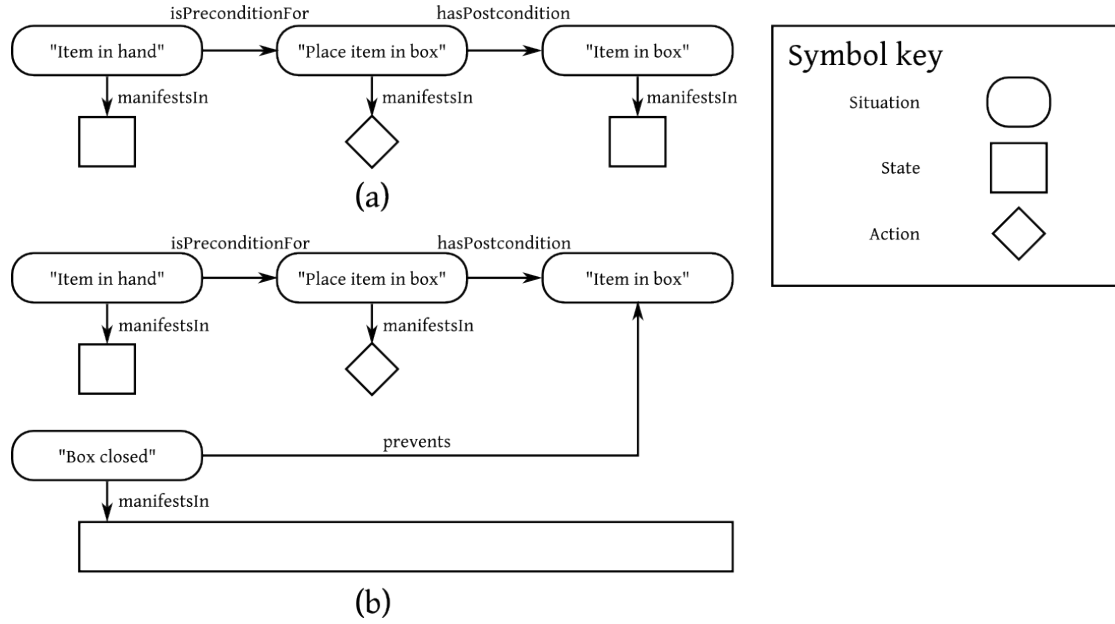 isPreconditionFor
hasPostcondition
"Item in hand"
"Place item in box"
"Item in box"
manifestsIn
manifestsIn
manifestsIn
(a)
isPreconditionFor
hasPostcondition
"Item in hand"
"Place item in box"
"Item in box"
manifestsIn
manifestsIn
"Box closed"
prevents
manifestsIn
(b)
Symbol key
Situation
State
Action